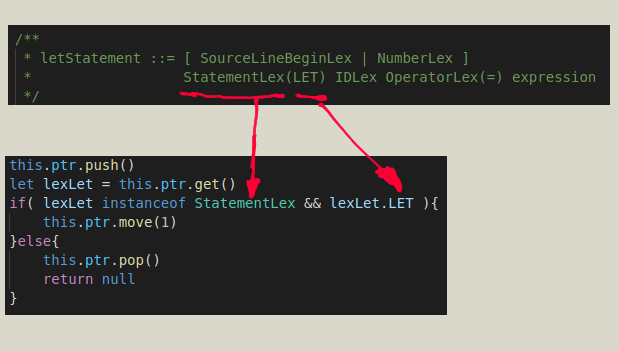 /**
 * letStatement ::= [ SourceLineBeginLex | NumberLex ]
 *                  StatementLex(LET) IDLex OperatorLex(=) expression
 */
this.ptr.push()
let lexLet = this.ptr.get()
if( lexLet instanceof StatementLex && lexLet.LET ){
    this.ptr.move(1)
}else{
    this.ptr.pop()
    return null
}